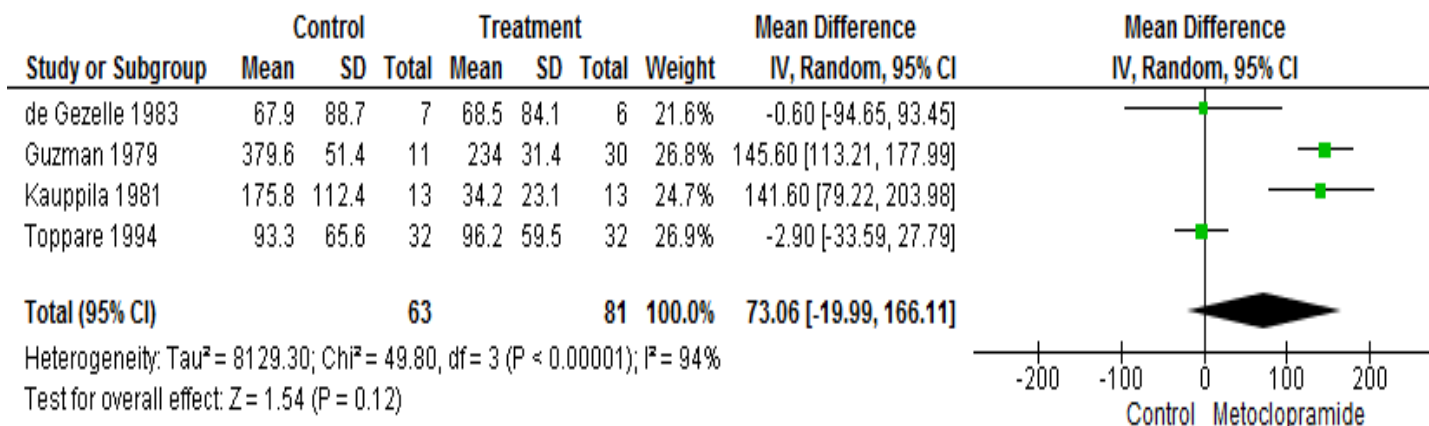 Control Treatment Mean Difference Mean Difference
Study or Subgroup Mean SD Total Mean SD Total Weight IV, Random, 95% CI IV, Random, 95% CI
de Gezelle 1983 67.9 88.7 7 68.5 84.1 6 21.6% -0.60 [-94.65, 93.45]
Guzman 1979 379.6 51.4 11 234 31.4 30 26.8% 145.60 [113.21, 177.99]
Kauppila 1981 175.8 112.4 13 34.2 23.1 13 24.7% 141.60 [79.22, 203.98]
Toppare 1994 93.3 65.6 32 96.2 59.5 32 26.9% -2.90 [-33.59, 27.79]
Total (95% CI) 63 81 100.0% 73.06 [-19.99, 166.11]
Heterogeneity: Tau² = 8129.30; Chi² = 49.80, df = 3 (P < 0.00001); I² = 94%
Test for overall effect: Z = 1.54 (P = 0.12)
-200 -100 0 100 200
Control Metoclopramide